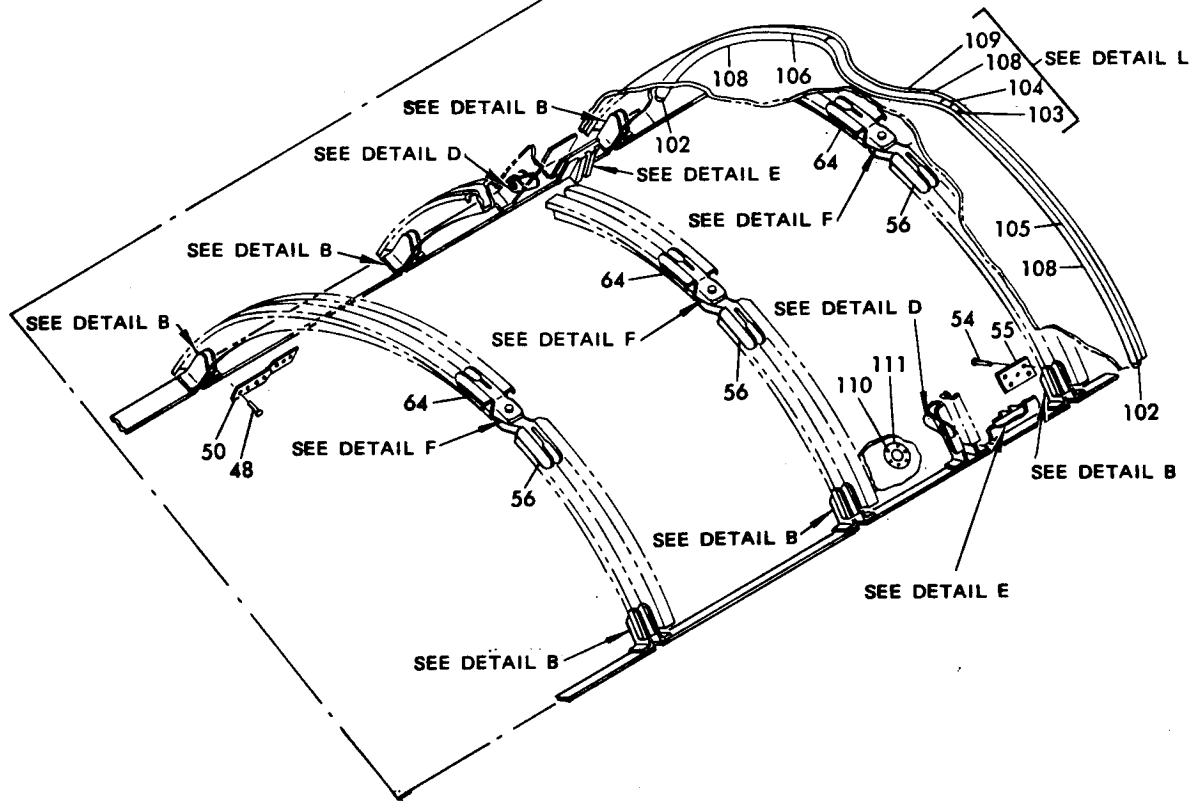 109
108
SEE DETAIL L
104
103
108
106
SEE DETAIL B
102
SEE DETAIL D
SEE DETAIL E
64
SEE DETAIL F
56
105
108
SEE DETAIL B
64
SEE DETAIL D
54
55
SEE DETAIL B
SEE DETAIL F
56
110
111
102
64
50
48
SEE DETAIL F
56
SEE DETAIL B
SEE DETAIL B
SEE DETAIL E
SEE DETAIL B